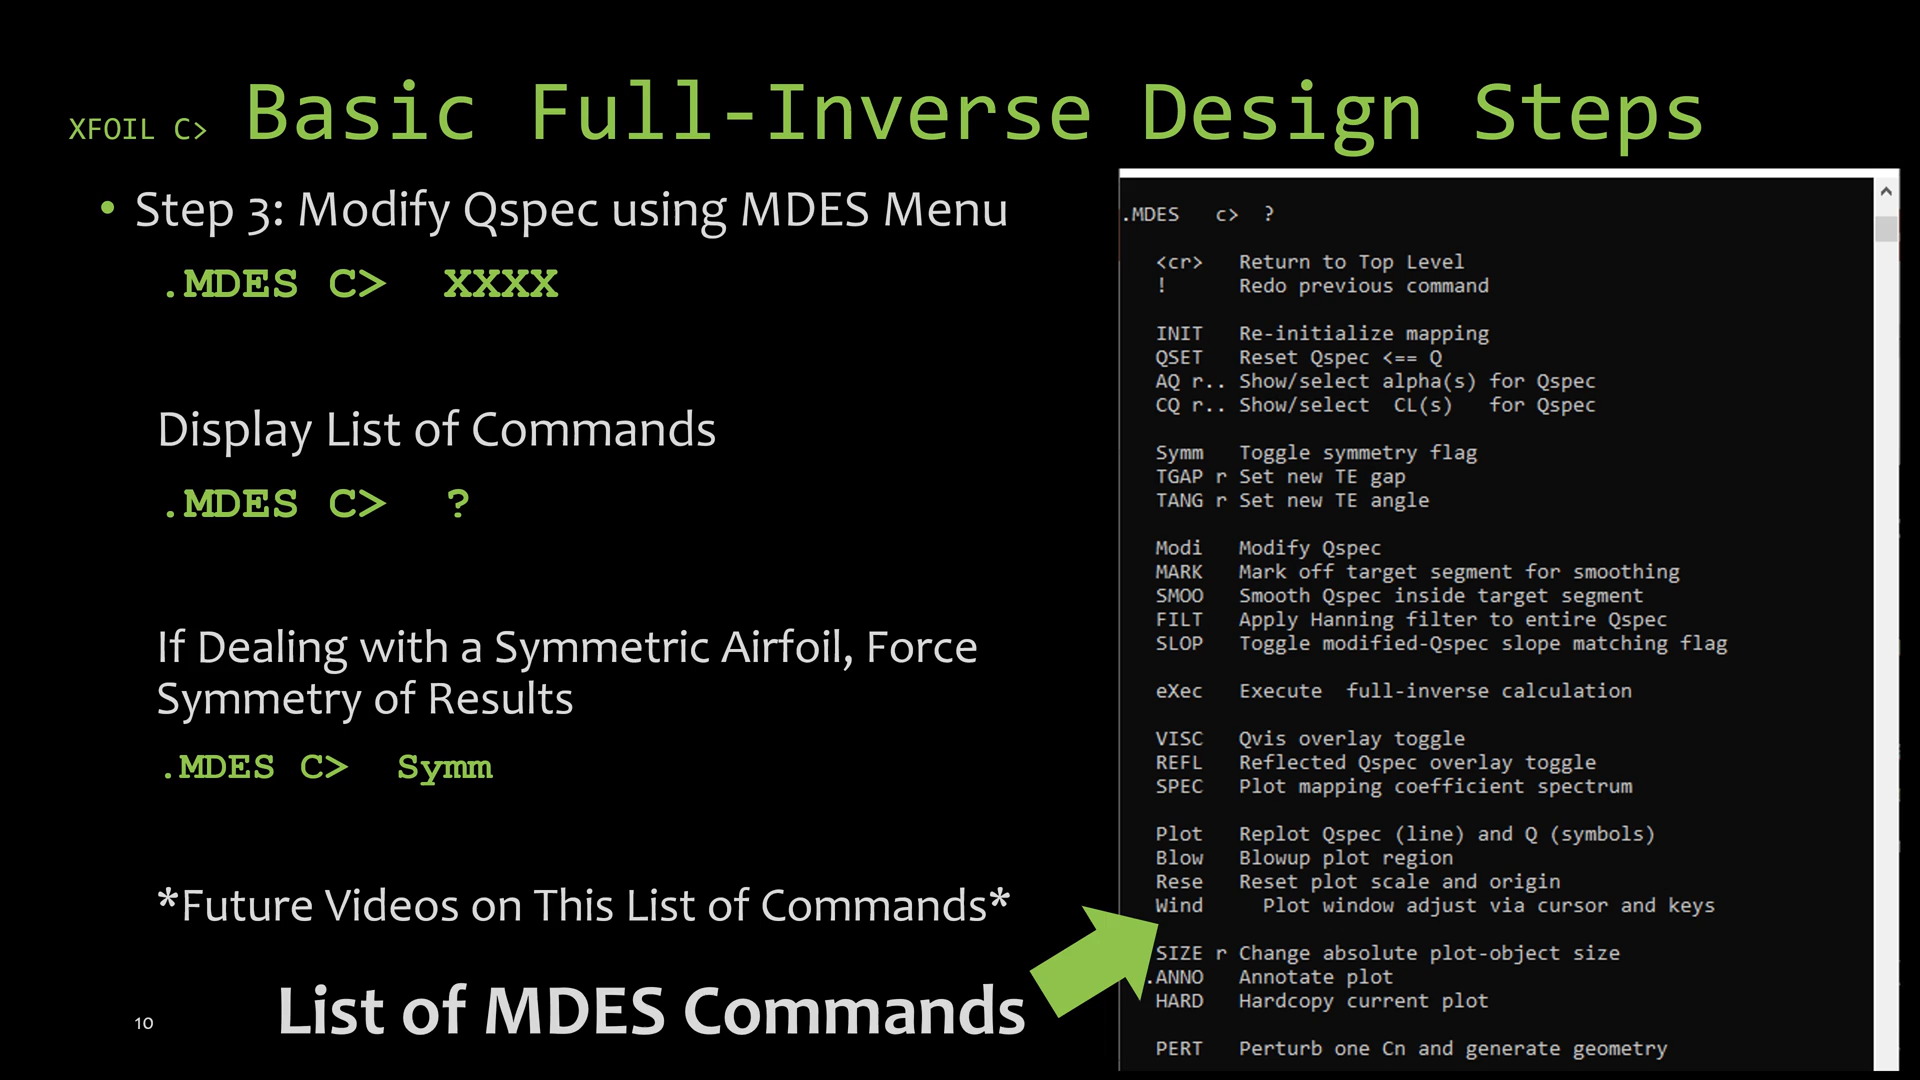 XFOIL C> Basic Full-Inverse Design Steps
• Step 3: Modify Qspec using MDES Menu
.MDES C> XXXX
Display List of Commands
.MDES C> ?
If Dealing with a Symmetric Airfoil, Force
Symmetry of Results
.MDES C> Symm
*Future Videos on This List of Commands*
List of MDES Commands
10
.MDES c> ?
<cr> Return to Top Level
! Redo previous command
INIT Re-initialize mapping
QSET Reset Qspec <== Q
AQ r.. Show/select alpha(s) for Qspec
CQ r.. Show/select CL(s) for Qspec
Symm Toggle symmetry flag
TGAP r Set new TE gap
TANG r Set new TE angle
Modi Modify Qspec
MARK Mark off target segment for smoothing
SMOO Smooth Qspec inside target segment
FILT Apply Hanning filter to entire Qspec
SLOP Toggle modified-Qspec slope matching flag
eXec Execute full-inverse calculation
VISC Qvis overlay toggle
REFL Reflected Qspec overlay toggle
SPEC Plot mapping coefficient spectrum
Plot Replot Qspec (line) and Q (symbols)
Blow Blowup plot region
Rese Reset plot scale and origin
Wind Plot window adjust via cursor and keys
SIZE r Change absolute plot-object size
.ANNO Annotate plot
HARD Hardcopy current plot
PERT Perturb one Cn and generate geometry